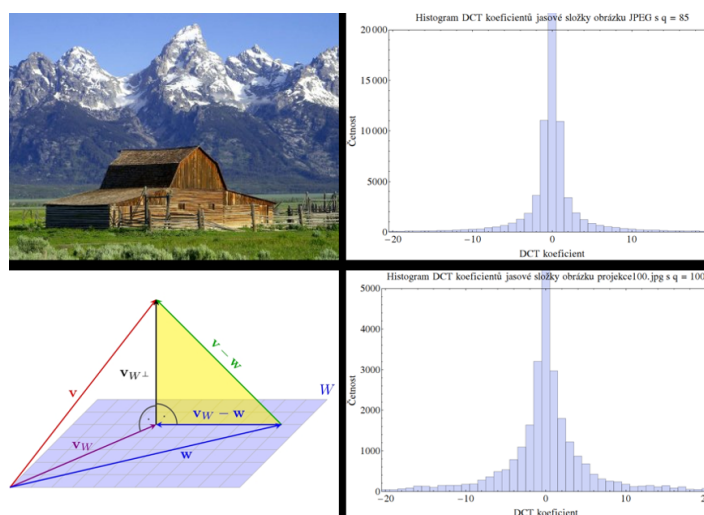 Histogram DCT koeficientů jasové složky obrázku JPEG s q = 85
20 000
15 000
10 000
5000
0
Četnost
-20
-10
0
10
DCT koeficient
v
v_{W⊥}
v − w
W
v_W − w
v_W
w
Histogram DCT koeficientů jasové složky obrázku projekce100.jpg s q = 100
5000
4000
3000
2000
1000
0
Četnost
-20
-10
0
10
20
DCT koeficient